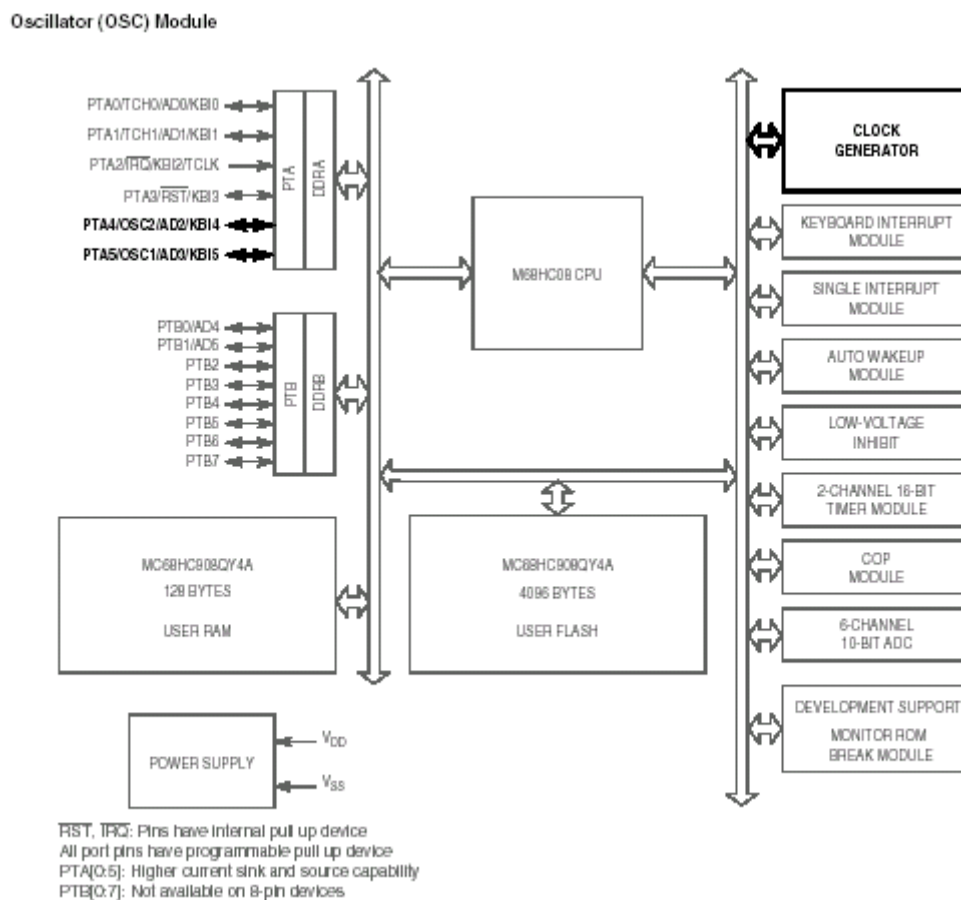 Oscillator (OSC) Module
PTA0/TCH0/AD0/KBI0
PTA1/TCH1/AD1/KBI1
PTA2/IRQ/KBI2/TCLK
PTA3/RST/KBI3
PTA4/OSC2/AD2/KBI4
PTA5/OSC1/AD3/KBI5
PTA
DDRA
PTB0/AD4
PTB1/AD5
PTB2
PTB3
PTB4
PTB5
PTB6
PTB7
PTB
DDRB
M68HC08 CPU
CLOCK
GENERATOR
KEYBOARD INTERRUPT
MODULE
SINGLE INTERRUPT
MODULE
AUTO WAKEUP
MODULE
LOW-VOLTAGE
INHIBIT
2-CHANNEL 16-BIT
TIMER MODULE
COP
MODULE
6-CHANNEL
10-BIT ADC
DEVELOPMENT SUPPORT
MONITOR ROM
BREAK MODULE
MC68HC908QY4A
128 BYTES
USER RAM
MC68HC908QY4A
4096 BYTES
USER FLASH
POWER SUPPLY
VDD
VSS
RST, IRQ: Pins have internal pull up device
All port pins have programmable pull up device
PTA[0:5]: Higher current sink and source capability
PTB[0:7]: Not available on 8-pin devices